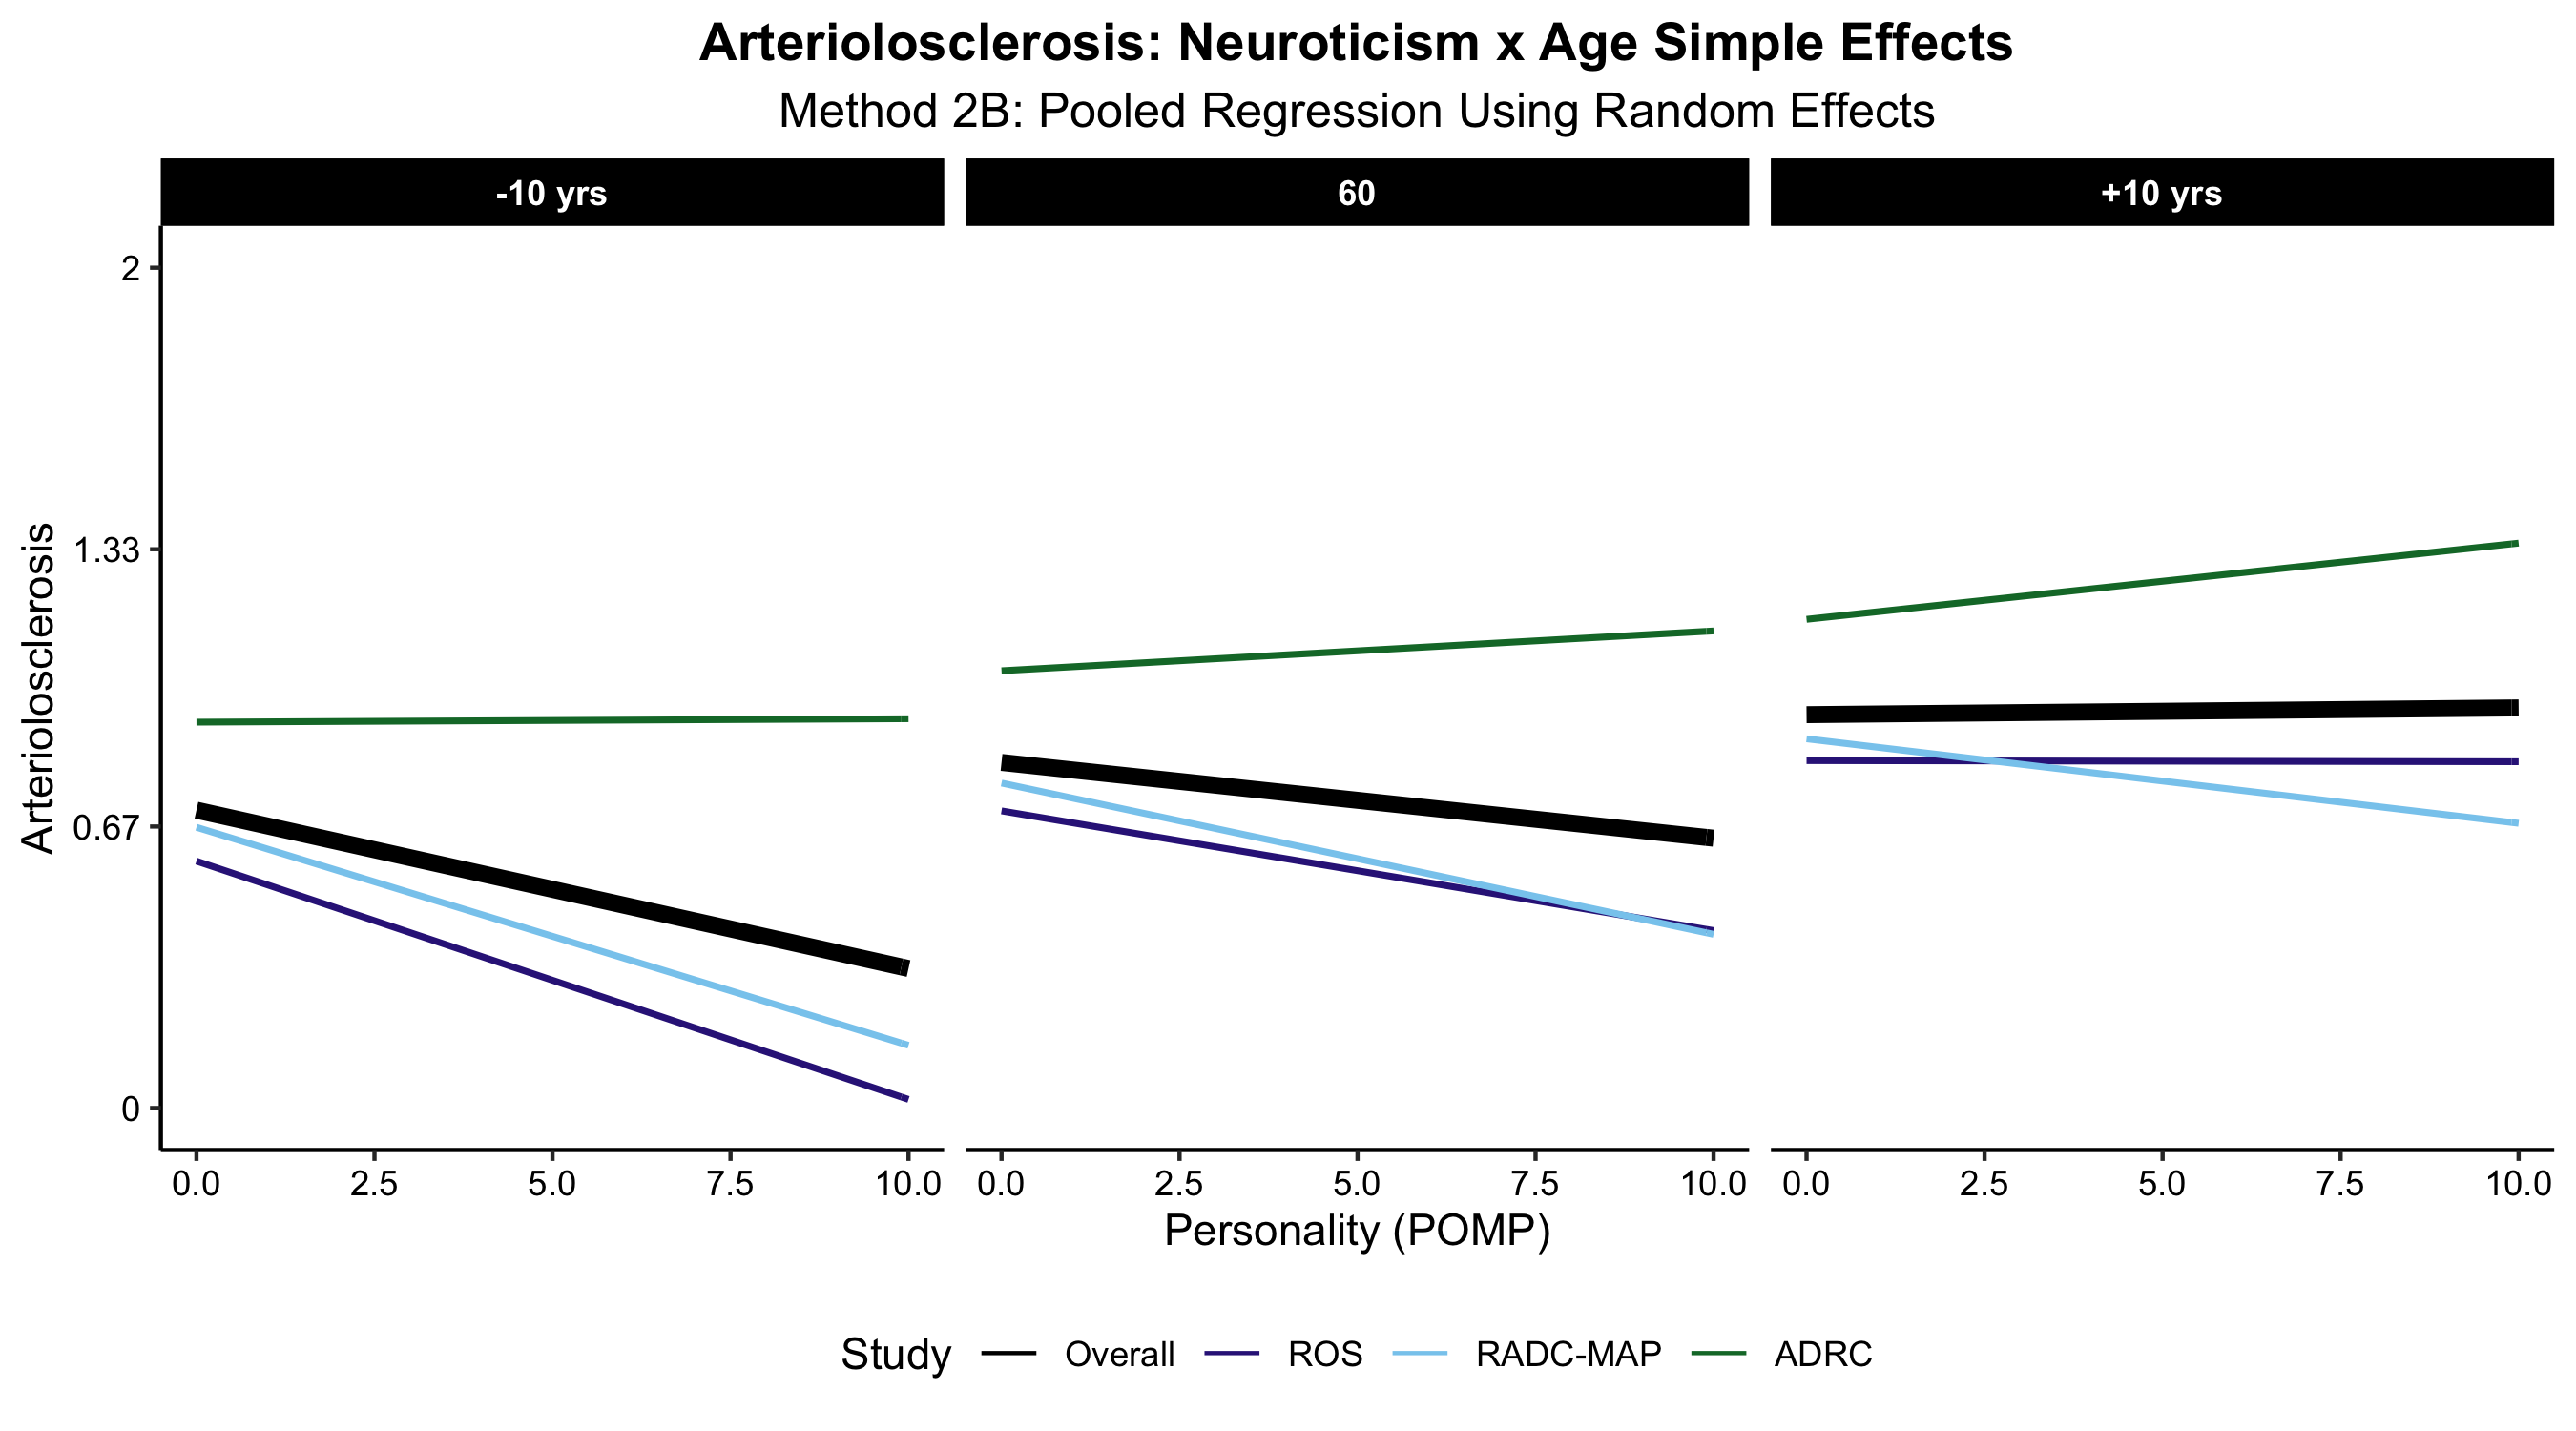 Arteriolosclerosis: Neuroticism x Age Simple Effects
Method 2B: Pooled Regression Using Random Effects
-10 yrs 60 +10 yrs
Arteriolosclerosis
2
1.33
0.67
0
0.0 2.5 5.0 7.5 10.0 0.0 2.5 5.0 7.5 10.0 0.0 2.5 5.0 7.5 10.0
Personality (POMP)
Study Overall ROS RADC-MAP ADRC